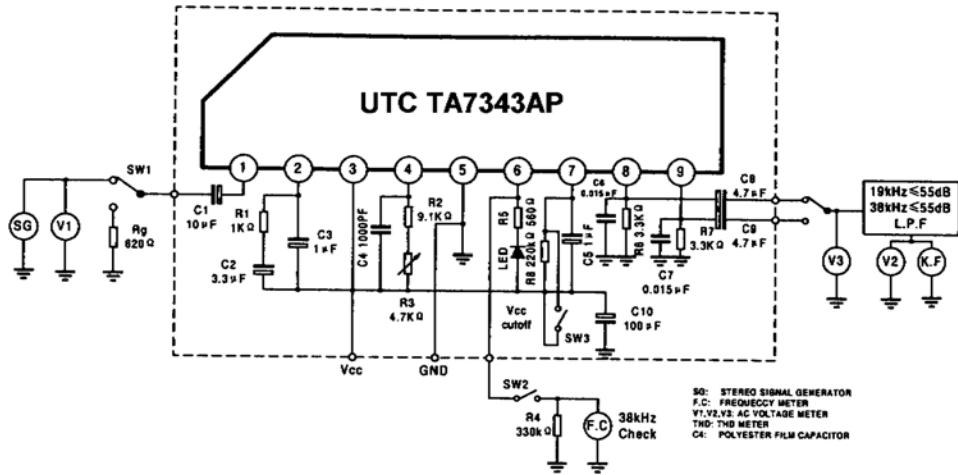 UTC TA7343AP
1 2 3 4 5 6 7 8 9
SW1
SG
V1
Rg
620Ω
C1
10μF
R1
1KΩ
C2
3.3μF
C3
1μF
C4 1000PF
R2
9.1KΩ
R3
4.7KΩ
R5
560Ω
LED
R8 220kΩ
C5 1μF
C6
0.015μF
R6 3.3KΩ
C7
0.015μF
R7
3.3KΩ
C8
4.7μF
C9
4.7μF
Vcc
cutoff
SW3
C10
100μF
Vcc
GND
19kHz≤55dB
38kHz≤55dB
L.P.F
V3
V2
K.F
SW2
R4
330kΩ
F.C
38kHz
Check
SG: STEREO SIGNAL GENERATOR
F.C: FREQUECCY METER
V1,V2,V3: AC VOLTAGE METER
THD: THD METER
C4: POLYESTER FILM CAPACITOR